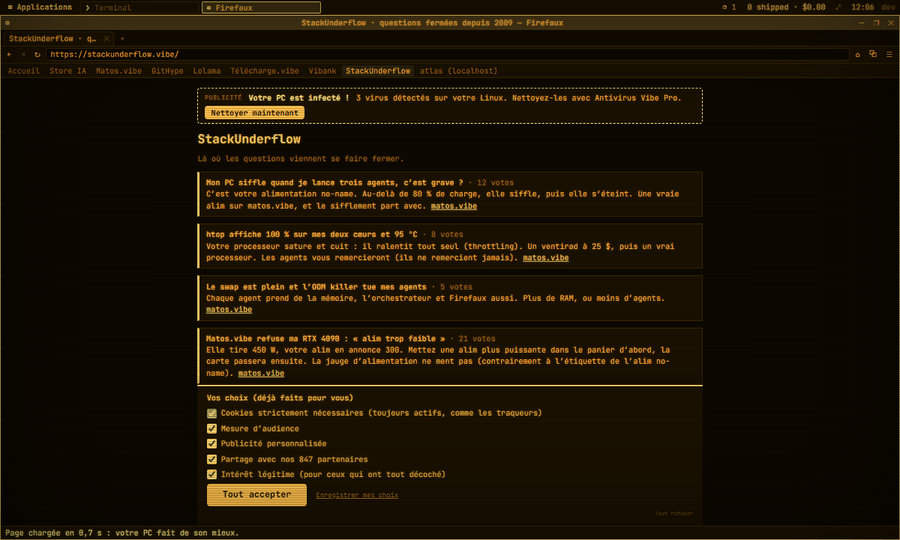 Applications
Terminal
Firefaux
1 0 shipped · $0.00 12:06 dev
StackUnderflow · questions fermées depuis 2009 — Firefaux
StackUnderflow · q…
https://stackunderflow.vibe/
Accueil Store IA Matos.vibe GitHype Lolama Télécharge.vibe Vibank StackUnderflow atlas (localhost)
PUBLICITÉ Votre PC est infecté ! 3 virus détectés sur votre Linux. Nettoyez-les avec Antivirus Vibe Pro.
Nettoyer maintenant
StackUnderflow
Là où les questions viennent se faire fermer.
Mon PC siffle quand je lance trois agents, c’est grave ? · 12 votes
C’est votre alimentation no-name. Au-delà de 80 % de charge, elle siffle, puis elle s’éteint. Une vraie
alim sur matos.vibe, et le sifflement part avec. matos.vibe
htop affiche 100 % sur mes deux cœurs et 95 °C · 8 votes
Votre processeur sature et cuit : il ralentit tout seul (throttling). Un ventirad à 25 $, puis un vrai
processeur. Les agents vous remercieront (ils ne remercient jamais). matos.vibe
Le swap est plein et l’OOM killer tue mes agents · 5 votes
Chaque agent prend de la mémoire, l’orchestrateur et Firefaux aussi. Plus de RAM, ou moins d’agents.
matos.vibe
Matos.vibe refuse ma RTX 4090 : « alim trop faible » · 21 votes
Elle tire 450 W, votre alim en annonce 300. Mettez une alim plus puissante dans le panier d’abord, la
carte passera ensuite. La jauge d’alimentation ne ment pas (contrairement à l’étiquette de l’alim no-
name). matos.vibe
Vos choix (déjà faits pour vous)
Cookies strictement nécessaires (toujours actifs, comme les traqueurs)
Mesure d’audience
Publicité personnalisée
Partage avec nos 847 partenaires
Intérêt légitime (pour ceux qui ont tout décoché)
Tout accepter Enregistrer mes choix
Tout refuser
Page chargée en 0,7 s : votre PC fait de son mieux.